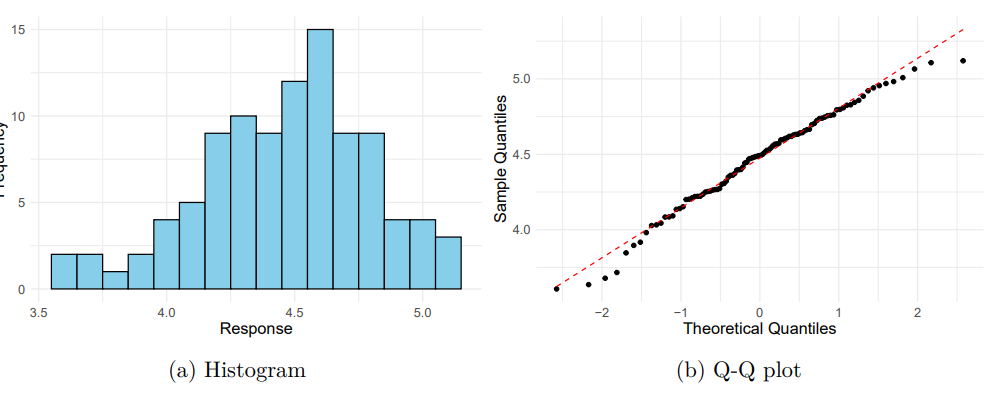 15
10
5
0
3.5 4.0 4.5 5.0
Response
(a) Histogram
5.0
4.5
4.0
Sample Quantiles
−2 −1 0 1 2
Theoretical Quantiles
(b) Q-Q plot